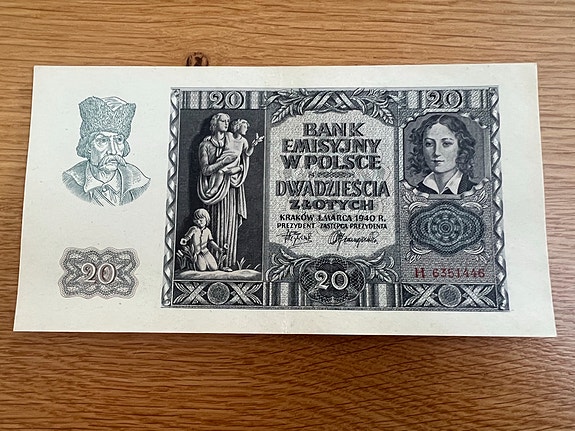 20 20
BANK
EMISYJNY
W POLSCE
DWADZIEŚCIA
ZŁOTYCH
KRAKÓW 1. MARCA 1940 R.
PREZYDENT - ZASTĘPCA PREZYDENTA
20
20
H 6351446